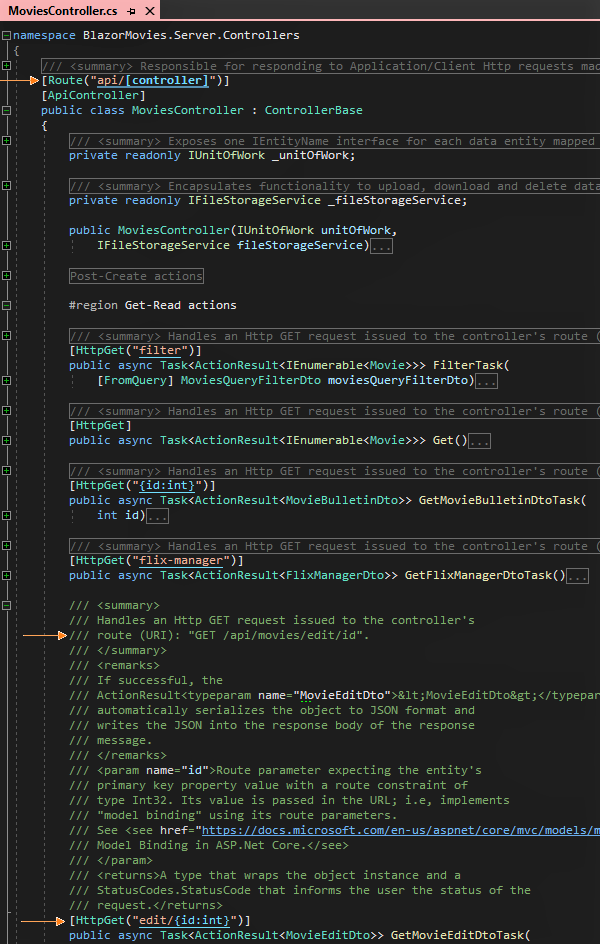 MoviesController.cs
namespace BlazorMovies.Server.Controllers
{
/// <summary> Responsible for responding to Application/Client Http requests mad
[Route("api/[controller]")]
[ApiController]
public class MoviesController : ControllerBase
{
/// <summary> Exposes one IEntityName interface for each data entity mapped
private readonly IUnitOfWork _unitOfWork;
/// <summary> Encapsulates functionality to upload, download and delete data
private readonly IFileStorageService _fileStorageService;
public MoviesController(IUnitOfWork unitOfWork,
IFileStorageService fileStorageService)...
Post-Create actions
#region Get-Read actions
/// <summary> Handles an Http GET request issued to the controller's route (
[HttpGet("filter")]
public async Task<ActionResult<IEnumerable<Movie>>> FilterTask(
[FromQuery] MoviesQueryFilterDto moviesQueryFilterDto)...
/// <summary> Handles an Http GET request issued to the controller's route (
[HttpGet]
public async Task<ActionResult<IEnumerable<Movie>>> Get()...
/// <summary> Handles an Http GET request issued to the controller's route (
[HttpGet("{id:int}")]
public async Task<ActionResult<MovieBulletinDto>> GetMovieBulletinDtoTask(
int id)...
/// <summary> Handles an Http GET request issued to the controller's route (
[HttpGet("flix-manager")]
public async Task<ActionResult<FlixManagerDto>> GetFlixManagerDtoTask()...
/// <summary>
/// Handles an Http GET request issued to the controller's
/// route (URI): "GET /api/movies/edit/id".
/// </summary>
/// <remarks>
/// If successful, the
/// ActionResult<typeparam name="MovieEditDto">&lt;MovieEditDto&gt;</typepar
/// automatically serializes the object to JSON format and
/// writes the JSON into the response body of the response
/// message.
/// </remarks>
/// <param name="id">Route parameter expecting the entity's
/// primary key property value with a route constraint of
/// type Int32. Its value is passed in the URL; i.e, implements
/// "model binding" using its route parameters.
/// See <see href="https://docs.microsoft.com/en-us/aspnet/core/mvc/models/m
/// Model Binding in ASP.Net Core.</see>
/// </param>
/// <returns>A type that wraps the object instance and a
/// StatusCodes.StatusCode that informs the user the status of the
/// request.</returns>
[HttpGet("edit/{id:int}")]
public async Task<ActionResult<MovieEditDto>> GetMovieEditDtoTask(